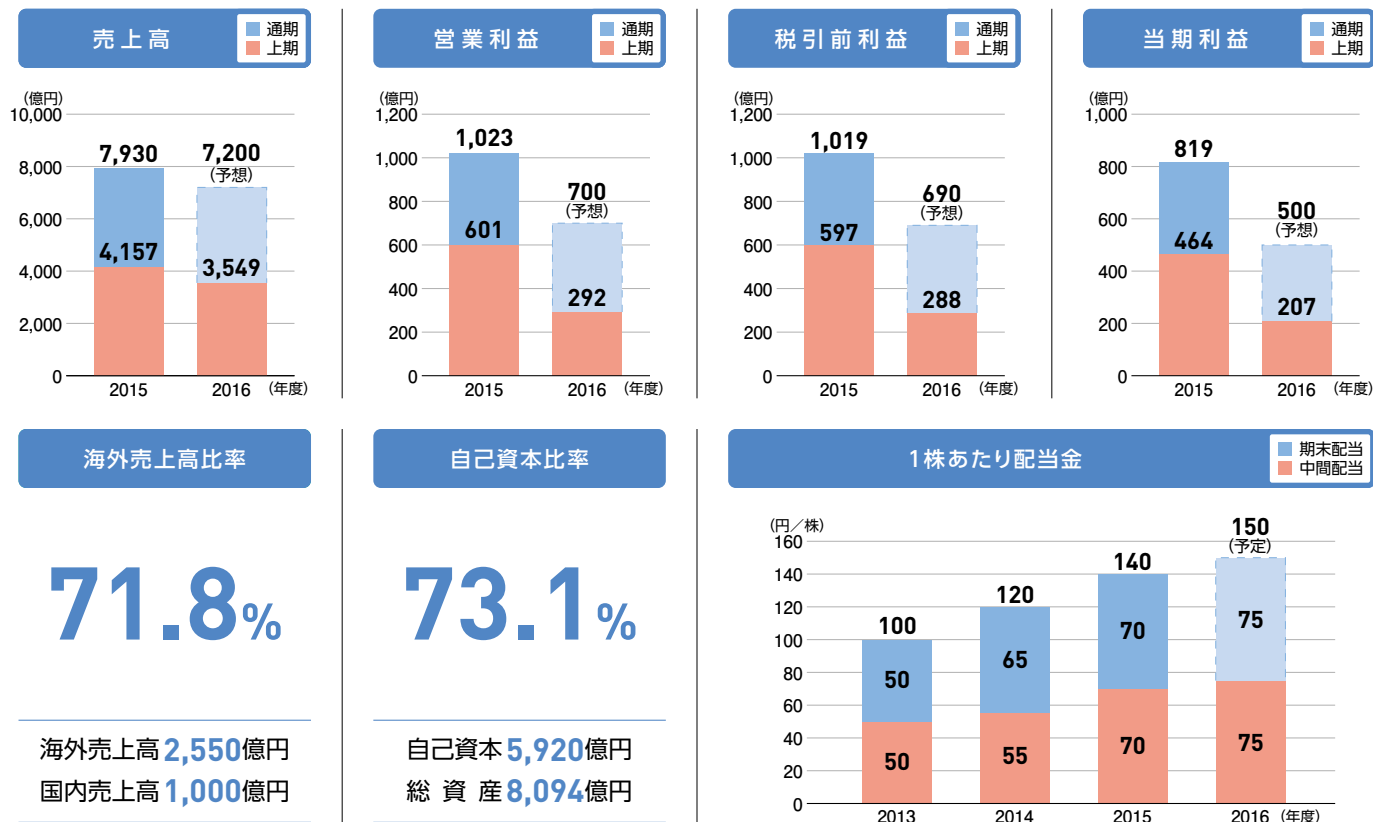 売上高
通期
上期
(億円)
10,000
8,000
6,000
4,000
2,000
0
7,930
4,157
7,200
(予想)
3,549
2015
2016
(年度)
営業利益
通期
上期
(億円)
1,200
1,000
800
600
400
200
0
1,023
601
700
(予想)
292
2015
2016
(年度)
税引前利益
通期
上期
(億円)
1,200
1,000
800
600
400
200
0
1,019
597
690
(予想)
288
2015
2016
(年度)
当期利益
通期
上期
(億円)
1,000
800
600
400
200
0
819
464
500
(予想)
207
2015
2016
(年度)
海外売上高比率
71.8%
海外売上高2,550億円
国内売上高1,000億円
自己資本比率
73.1%
自己資本5,920億円
総資産8,094億円
1株あたり配当金
期末配当
中間配当
(円/株)
160
140
120
100
80
60
40
20
0
100
50
50
120
65
55
140
70
70
150
(予定)
75
75
2013
2014
2015
2016
(年度)